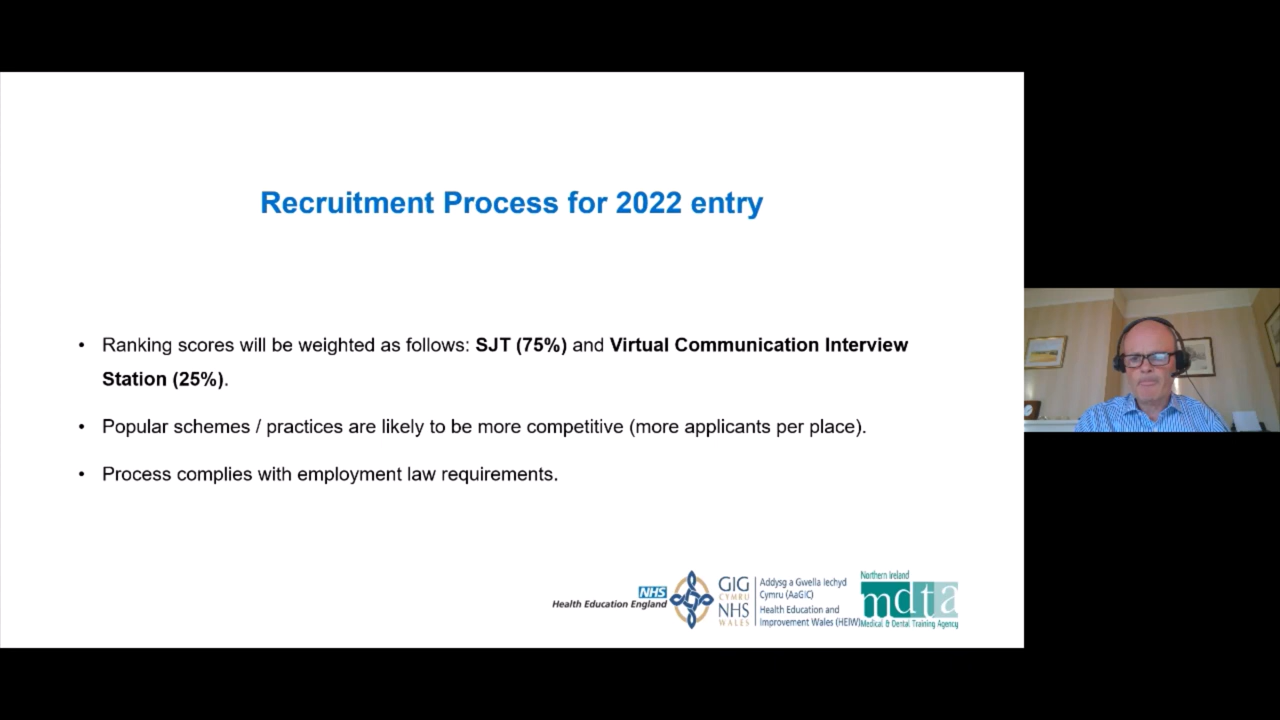 Recruitment Process for 2022 entry
• Ranking scores will be weighted as follows: SJT (75%) and Virtual Communication Interview
Station (25%).
• Popular schemes / practices are likely to be more competitive (more applicants per place).
• Process complies with employment law requirements.
NHS
Health Education England
GIG
CYMRU
NHS
WALES
Addysg a Gwella Iechyd
Cymru (AaGIC)
Health Education and
Improvement Wales (HEIW)
Northern Ireland
mdta
Medical & Dental Training Agency